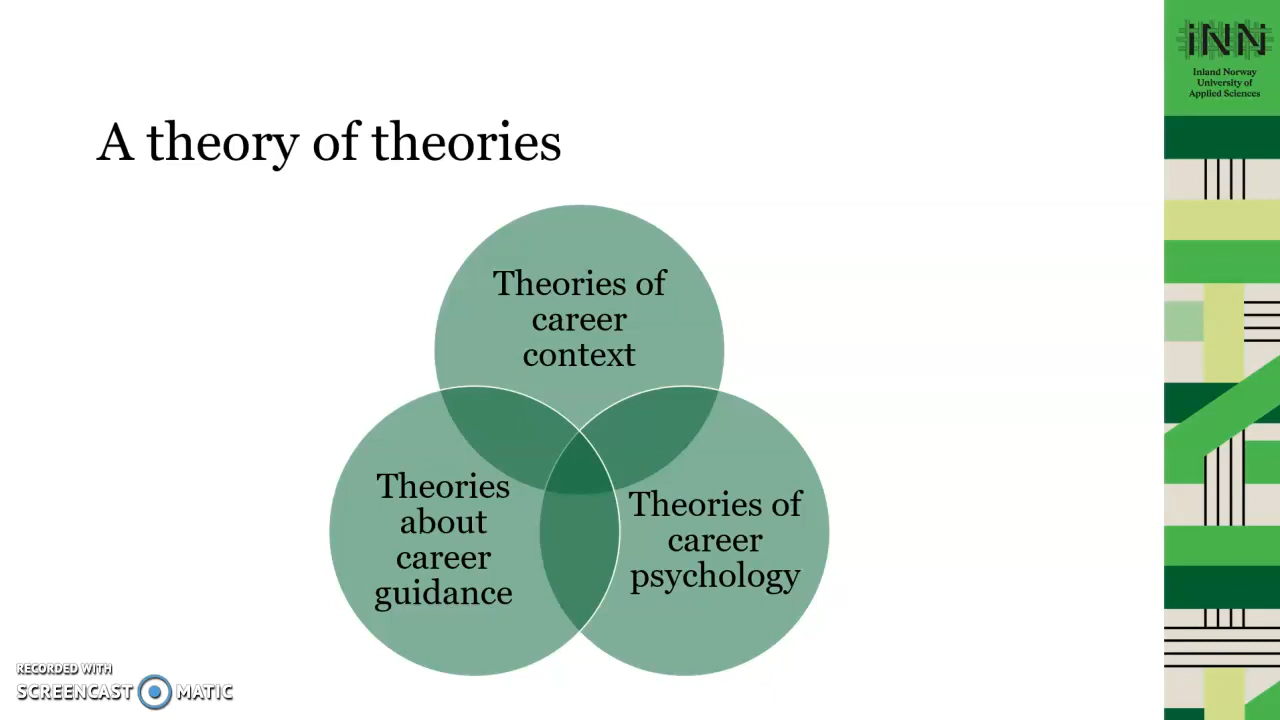 iNN
Inland Norway
University of
Applied Sciences
A theory of theories
Theories of
career
context
Theories
about
career
guidance
Theories of
career
psychology
RECORDED WITH
SCREENCAST MATIC